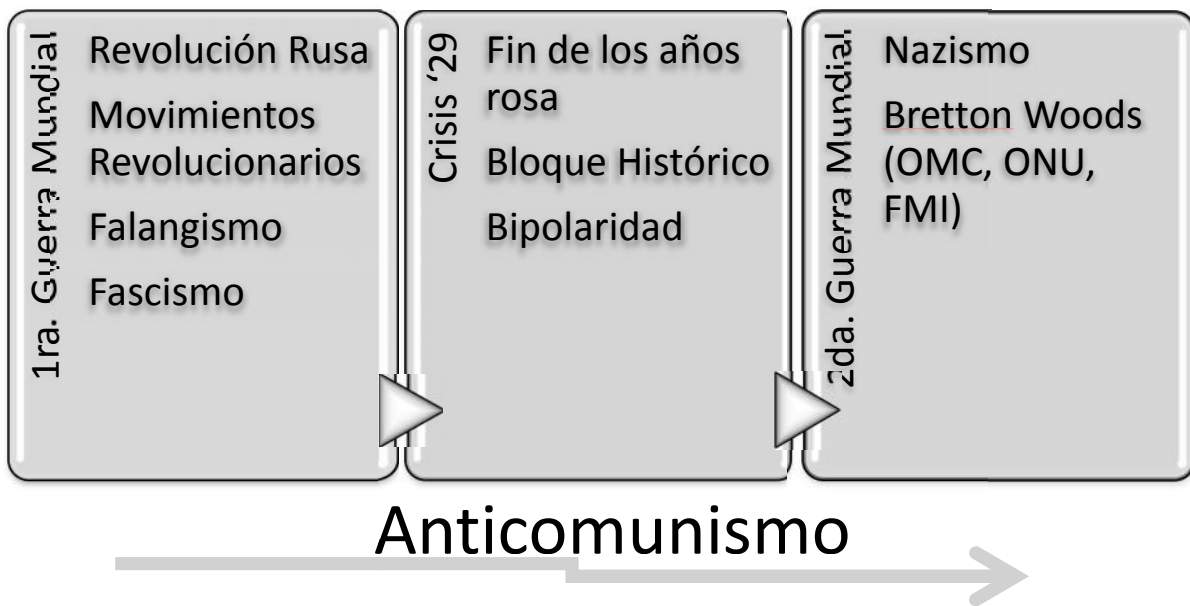 1ra. Guerra Mundial
Revolución Rusa
Movimientos
Revolucionarios
Falangismo
Fascismo
Crisis ‘29
Fin de los años
rosa
Bloque Histórico
Bipolaridad
2da. Guerra Mundial
Nazismo
Bretton Woods
(OMC, ONU,
FMI)
Anticomunismo